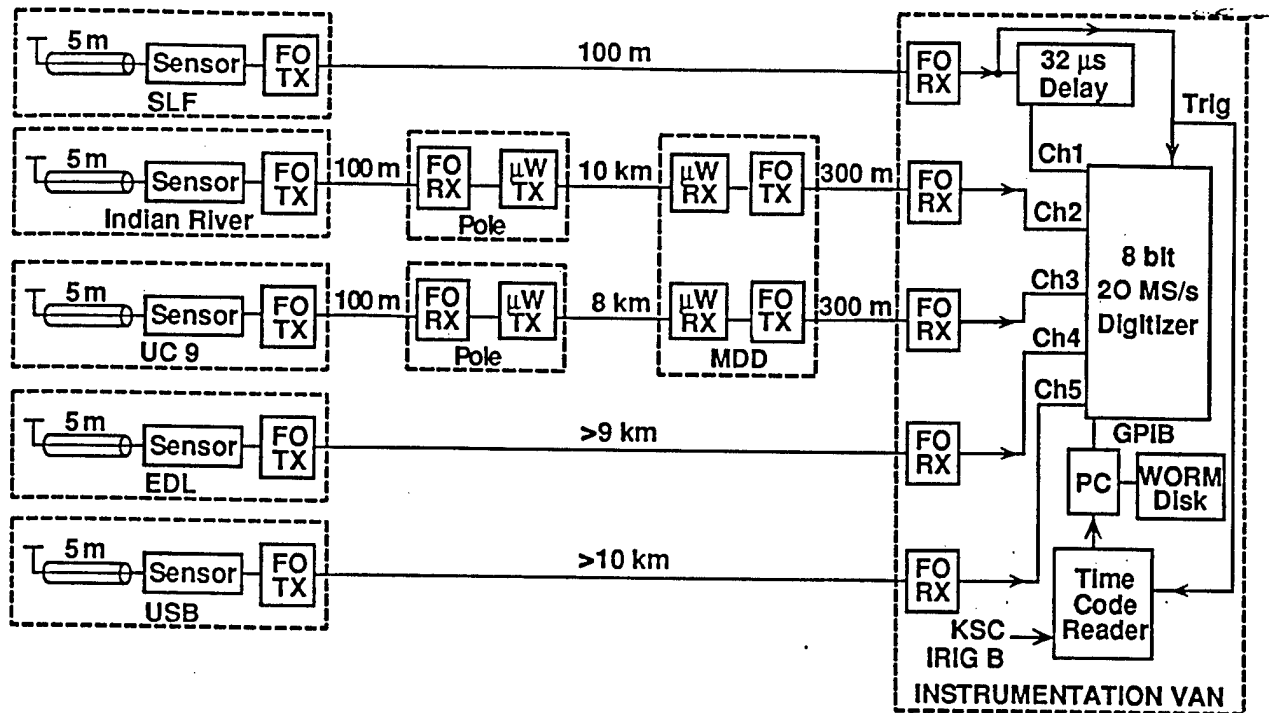 5 m
Sensor
FO
TX
SLF
100 m
FO
RX
32 μs
Delay
Trig
Ch1
5 m
Sensor
FO
TX
Indian River
100 m
FO
RX
μW
TX
Pole
10 km
μW
RX
FO
TX
300 m
FO
RX
Ch2
5 m
Sensor
FO
TX
UC 9
100 m
FO
RX
μW
TX
Pole
8 km
μW
RX
FO
TX
MDD
300 m
FO
RX
Ch3
8 bit
20 MS/s
Digitizer
5 m
Sensor
FO
TX
EDL
>9 km
FO
RX
Ch4
5 m
Sensor
FO
TX
USB
>10 km
FO
RX
Ch5
GPIB
PC
WORM
Disk
Time
Code
Reader
KSC
IRIG B
INSTRUMENTATION VAN